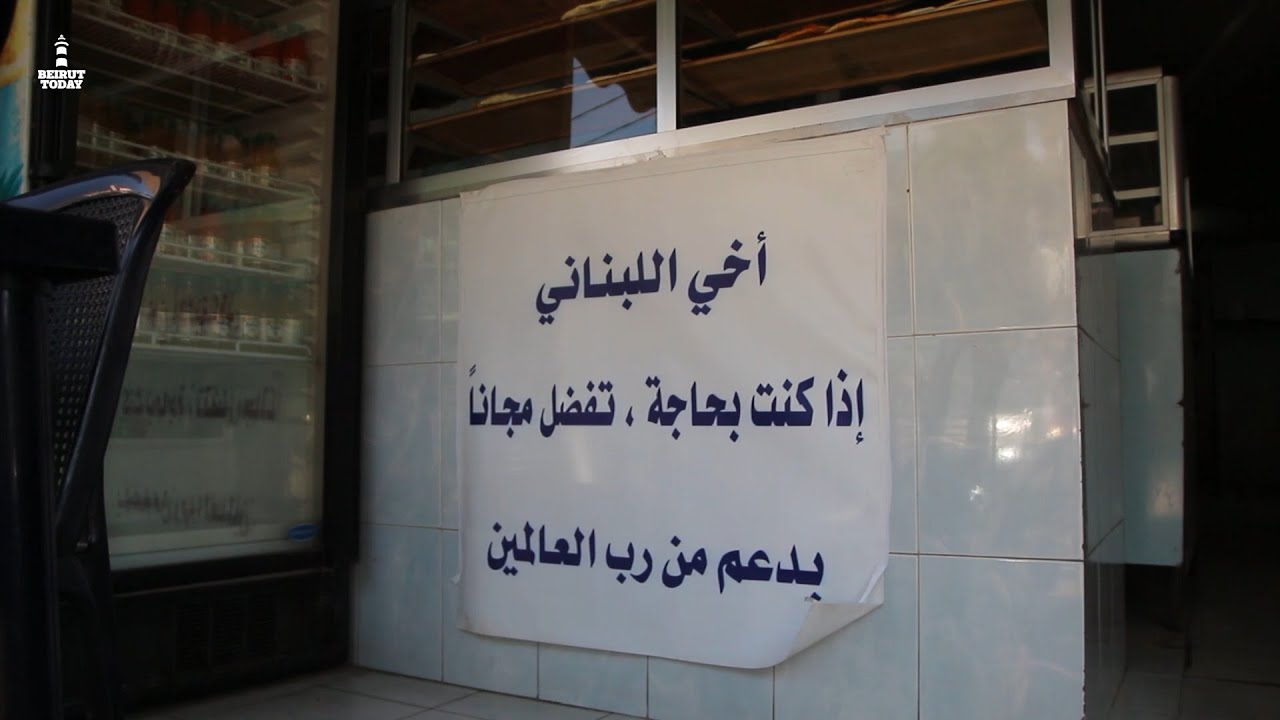 BEIRUT
TODAY
أخي اللبناني
إذا كنت بحاجة ، تفضل مجاناً
بدعم من رب العالمين